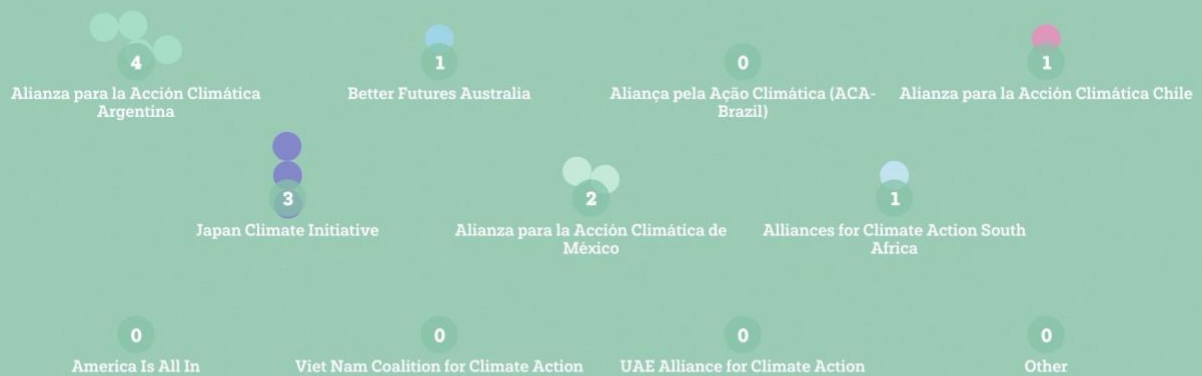 4
Alianza para la Acción Climática
Argentina
1
Better Futures Australia
0
Aliança pela Ação Climática (ACA-
Brazil)
1
Alianza para la Acción Climática Chile
3
Japan Climate Initiative
2
Alianza para la Acción Climática de
México
1
Alliances for Climate Action South
Africa
0
America Is All In
0
Viet Nam Coalition for Climate Action
0
UAE Alliance for Climate Action
0
Other